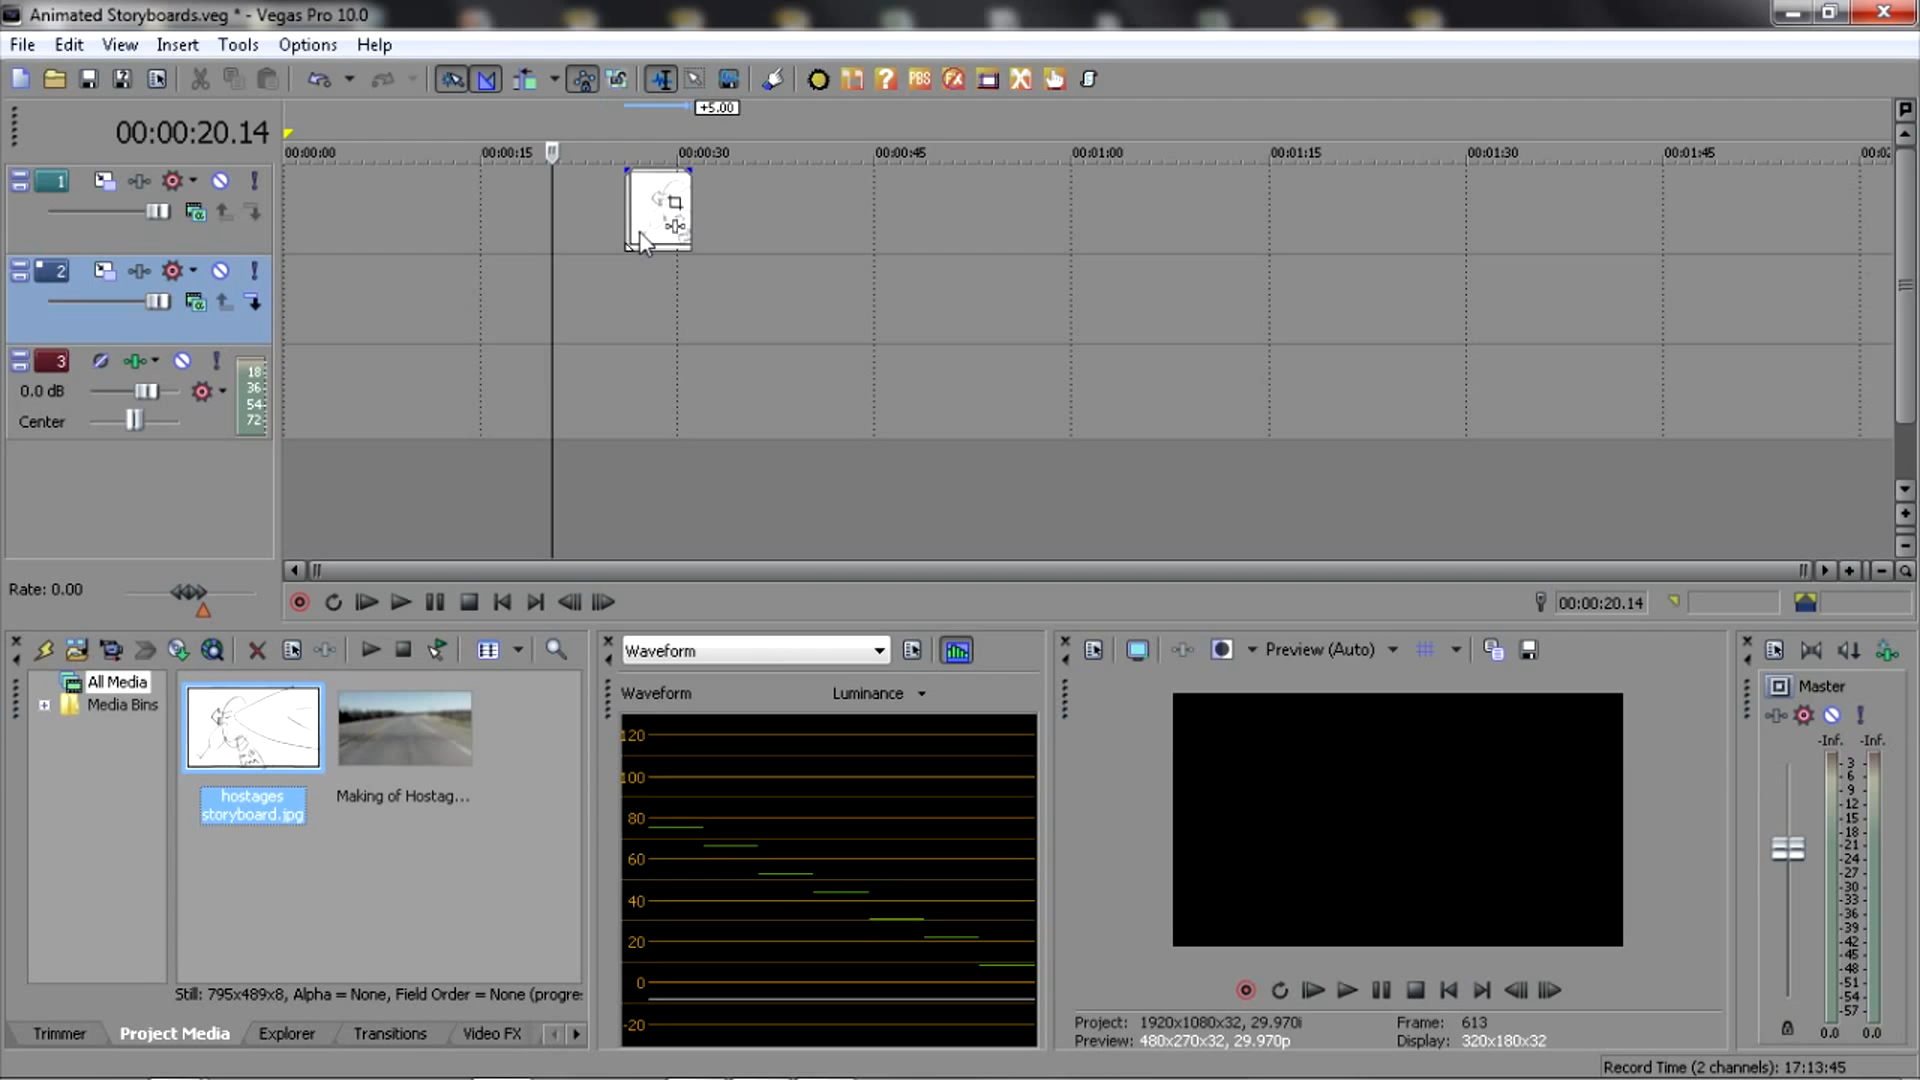 Animated Storyboards.veg * - Vegas Pro 10.0
File Edit View Insert Tools Options Help
PBS FX
+5.00
00:00:20.14
00:00:00 00:00:15 00:00:30 00:00:45 00:01:00 00:01:15 00:01:30 00:01:45
1
2
3
0.0 dB
Center
18
36
54
72
Rate: 0.00
00:00:20.14
All Media
Media Bins
hostages
storyboard.jpg
Making of Hostag...
Still: 795x489x8, Alpha = None, Field Order = None (progre:
Trimmer Project Media Explorer Transitions Video FX
Waveform
Waveform Luminance
120
100
80
60
40
20
0
-20
Preview (Auto)
Project: 1920x1080x32, 29.970i Frame: 613
Preview: 480x270x32, 29.970p Display: 320x180x32
Master
-Inf. -Inf.
3
6
9
12
15
18
21
24
27
30
33
36
39
42
45
48
51
54
57
0.0 0.0
Record Time (2 channels): 17:13:45